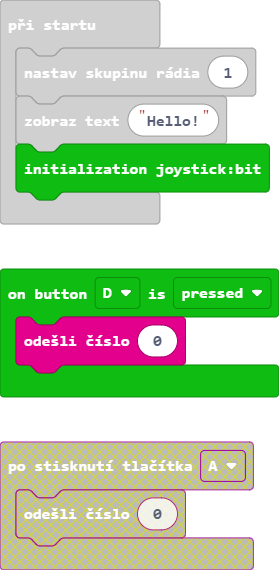 při startu
nastav skupinu rádia 1
zobraz text "Hello!"
initialization joystick:bit
on button D is pressed
odešli číslo 0
po stisknutí tlačítka A
odešli číslo 0